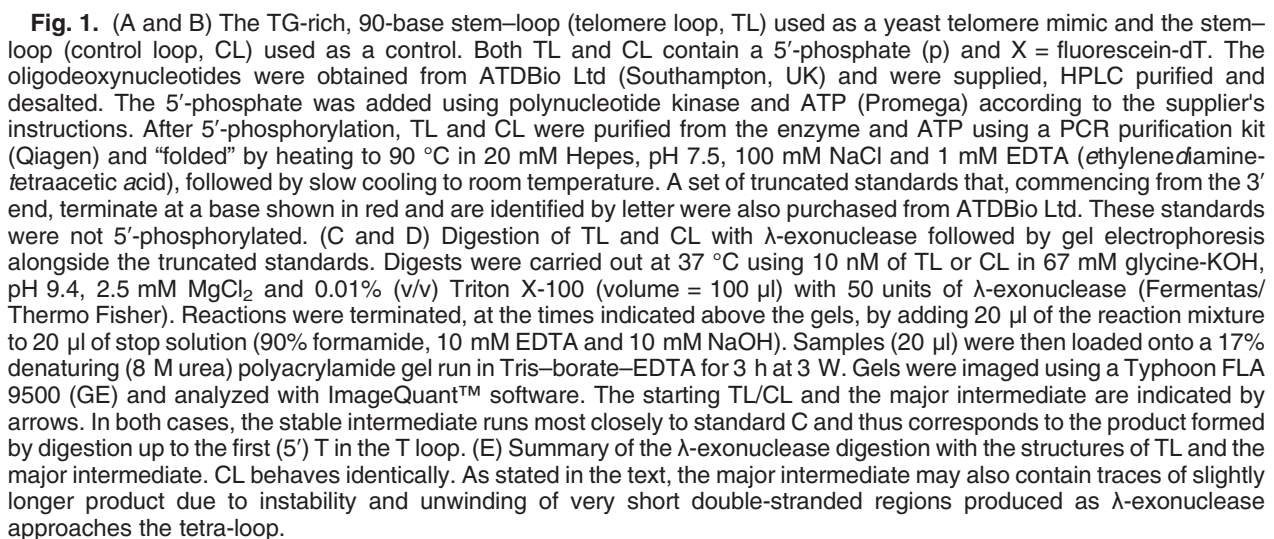 Fig. 1. (A and B) The TG-rich, 90-base stem–loop (telomere loop, TL) used as a yeast telomere mimic and the stem–
loop (control loop, CL) used as a control. Both TL and CL contain a 5′-phosphate (p) and X = fluorescein-dT. The
oligodeoxynucleotides were obtained from ATDBio Ltd (Southampton, UK) and were supplied, HPLC purified and
desalted. The 5′-phosphate was added using polynucleotide kinase and ATP (Promega) according to the supplier's
instructions. After 5′-phosphorylation, TL and CL were purified from the enzyme and ATP using a PCR purification kit
(Qiagen) and “folded” by heating to 90 °C in 20 mM Hepes, pH 7.5, 100 mM NaCl and 1 mM EDTA (ethylenediamine-
tetraacetic acid), followed by slow cooling to room temperature. A set of truncated standards that, commencing from the 3′
end, terminate at a base shown in red and are identified by letter were also purchased from ATDBio Ltd. These standards
were not 5′-phosphorylated. (C and D) Digestion of TL and CL with λ-exonuclease followed by gel electrophoresis
alongside the truncated standards. Digests were carried out at 37 °C using 10 nM of TL or CL in 67 mM glycine-KOH,
pH 9.4, 2.5 mM MgCl₂ and 0.01% (v/v) Triton X-100 (volume = 100 μl) with 50 units of λ-exonuclease (Fermentas/
Thermo Fisher). Reactions were terminated, at the times indicated above the gels, by adding 20 μl of the reaction mixture
to 20 μl of stop solution (90% formamide, 10 mM EDTA and 10 mM NaOH). Samples (20 μl) were then loaded onto a 17%
denaturing (8 M urea) polyacrylamide gel run in Tris–borate–EDTA for 3 h at 3 W. Gels were imaged using a Typhoon FLA
9500 (GE) and analyzed with ImageQuant™ software. The starting TL/CL and the major intermediate are indicated by
arrows. In both cases, the stable intermediate runs most closely to standard C and thus corresponds to the product formed
by digestion up to the first (5′) T in the T loop. (E) Summary of the λ-exonuclease digestion with the structures of TL and the
major intermediate. CL behaves identically. As stated in the text, the major intermediate may also contain traces of slightly
longer product due to instability and unwinding of very short double-stranded regions produced as λ-exonuclease
approaches the tetra-loop.